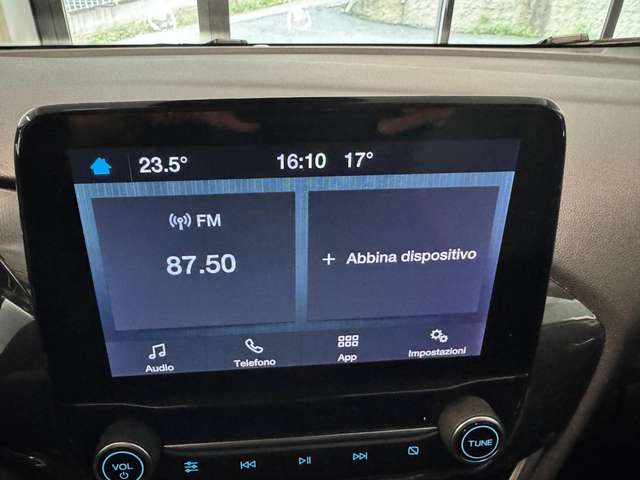 23.5° 16:10 17°
FM
87.50
+ Abbina dispositivo
Audio Telefono App Impostazioni
VOL TUNE